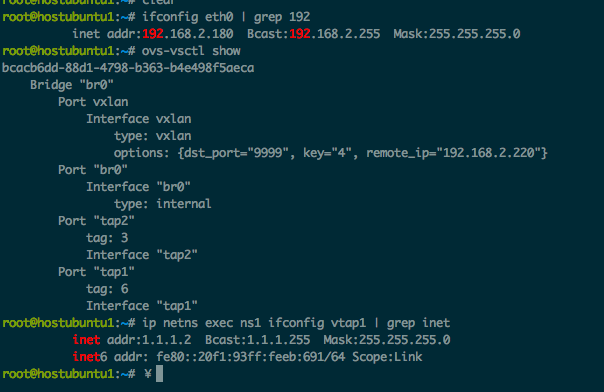 root@hostubuntu1:~# clear
root@hostubuntu1:~# ifconfig eth0 | grep 192
inet addr:192.168.2.180  Bcast:192.168.2.255  Mask:255.255.255.0
root@hostubuntu1:~# ovs-vsctl show
bcacb6dd-88d1-4798-b363-b4e498f5aeca
Bridge "br0"
Port vxlan
Interface vxlan
type: vxlan
options: {dst_port="9999", key="4", remote_ip="192.168.2.220"}
Port "br0"
Interface "br0"
type: internal
Port "tap2"
tag: 3
Interface "tap2"
Port "tap1"
tag: 6
Interface "tap1"
root@hostubuntu1:~# ip netns exec ns1 ifconfig vtap1 | grep inet
inet addr:1.1.1.2  Bcast:1.1.1.255  Mask:255.255.255.0
inet6 addr: fe80::20f1:93ff:feeb:691/64 Scope:Link
root@hostubuntu1:~# ¥